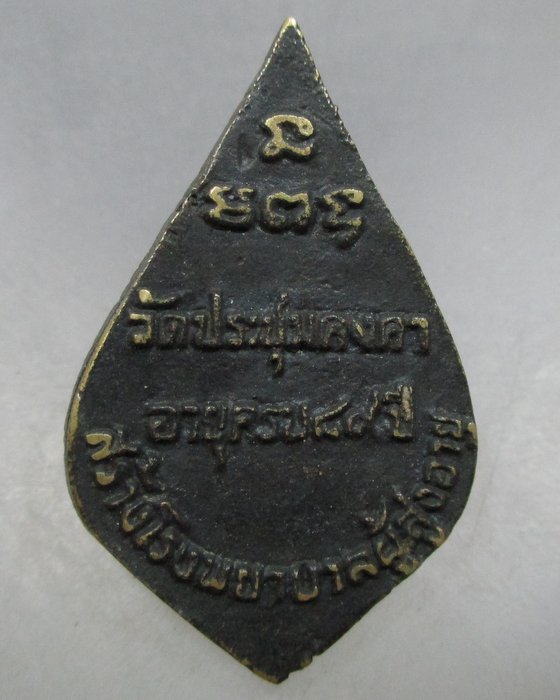 วัดประชุมคงคา
อายุครบ๘๙ปี
สร้างโรงพยาบาลผู้สูงอายุ